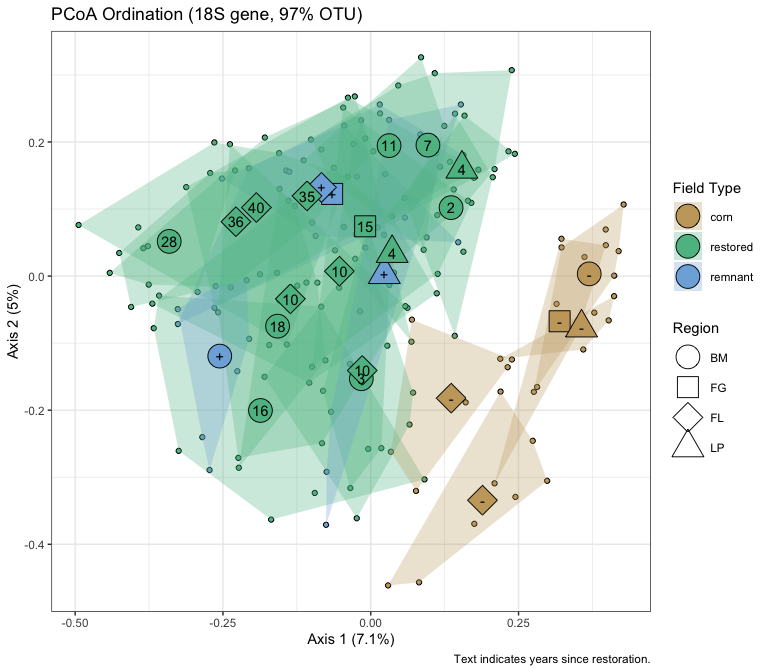 PCoA Ordination (18S gene, 97% OTU)
Axis 2 (5%)
0.2
0.0
-0.2
-0.4
11
7
4
+
+
35
40
36
2
15
28
4
+
10
-
10
18
-
-
+
10
3
-
16
-
-0.50
-0.25
0.00
0.25
Axis 1 (7.1%)
Text indicates years since restoration.
Field Type
corn
restored
remnant
Region
BM
FG
FL
LP